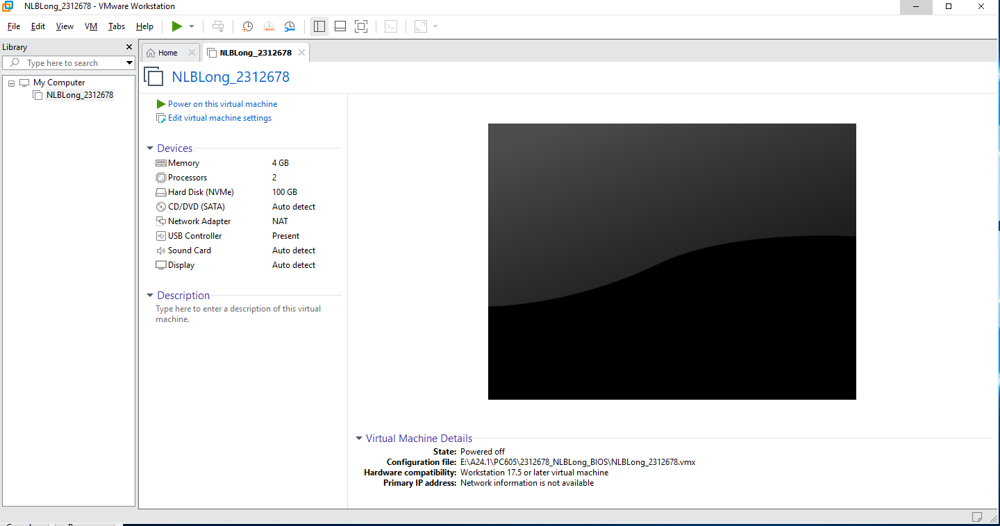 NLBLong_2312678 - VMware Workstation
File Edit View VM Tabs Help
Library
Type here to search
My Computer
NLBLong_2312678
Home NLBLong_2312678
NLBLong_2312678
Power on this virtual machine
Edit virtual machine settings
Devices
Memory 4 GB
Processors 2
Hard Disk (NVMe) 100 GB
CD/DVD (SATA) Auto detect
Network Adapter NAT
USB Controller Present
Sound Card Auto detect
Display Auto detect
Description
Type here to enter a description of this virtual
machine.
Virtual Machine Details
State: Powered off
Configuration file: E:\A24.1\PC605\2312678_NLBLong_BIOS\NLBLong_2312678.vmx
Hardware compatibility: Workstation 17.5 or later virtual machine
Primary IP address: Network information is not available